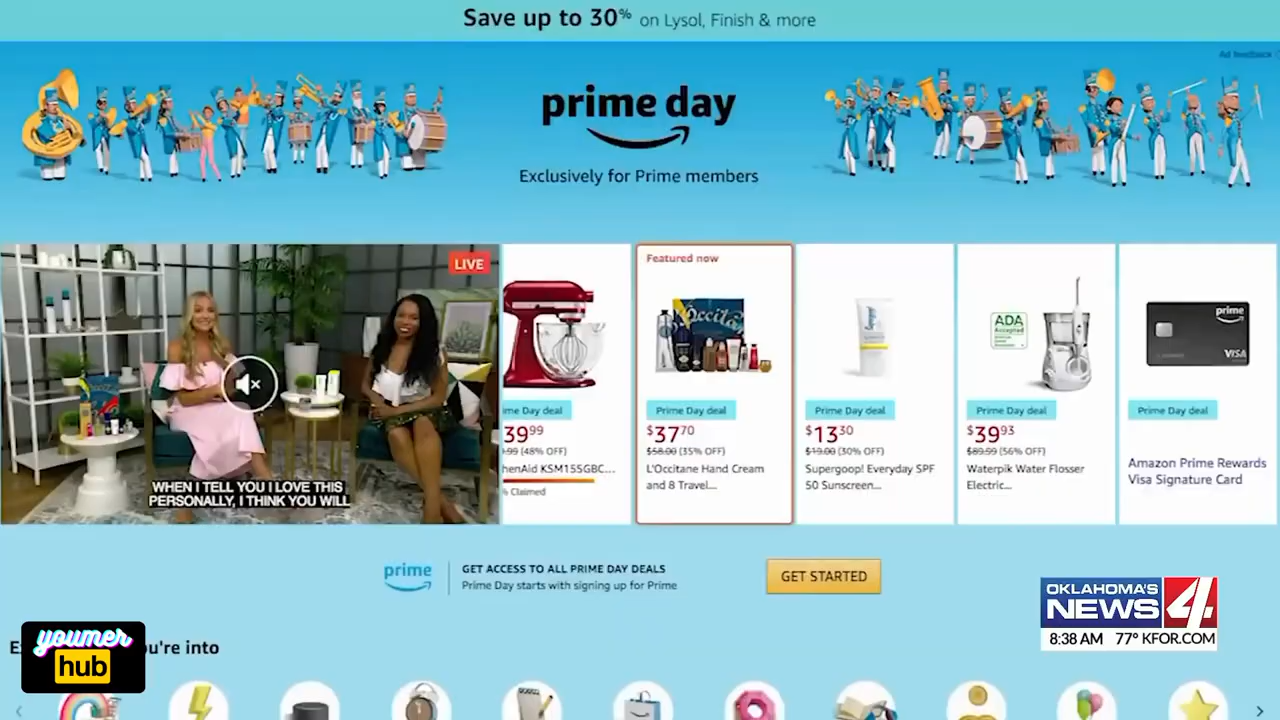 Save up to 30% on Lysol, Finish & more
Ad feedback
prime day
Exclusively for Prime members
LIVE
WHEN I TELL YOU I LOVE THIS
PERSONALLY, I THINK YOU WILL
Prime Day deal
39.99
(48% OFF)
KSM155GBC...
Claimed
Featured now
Prime Day deal
$37.70
$58.00 (35% OFF)
L'Occitane Hand Cream
and 8 Travel...
Prime Day deal
$13.30
$19.00 (30% OFF)
Supergoop! Everyday SPF
50 Sunscreen...
ADA
Accepted
Prime Day deal
$39.93
$89.99 (56% OFF)
Waterpik Water Flosser
Electric...
prime
VISA
Prime Day deal
Amazon Prime Rewards
Visa Signature Card
prime
GET ACCESS TO ALL PRIME DAY DEALS
Prime Day starts with signing up for Prime
GET STARTED
you're into
OKLAHOMA'S
NEWS 4
8:38 AM 77° KFOR.COM
youmer
hub